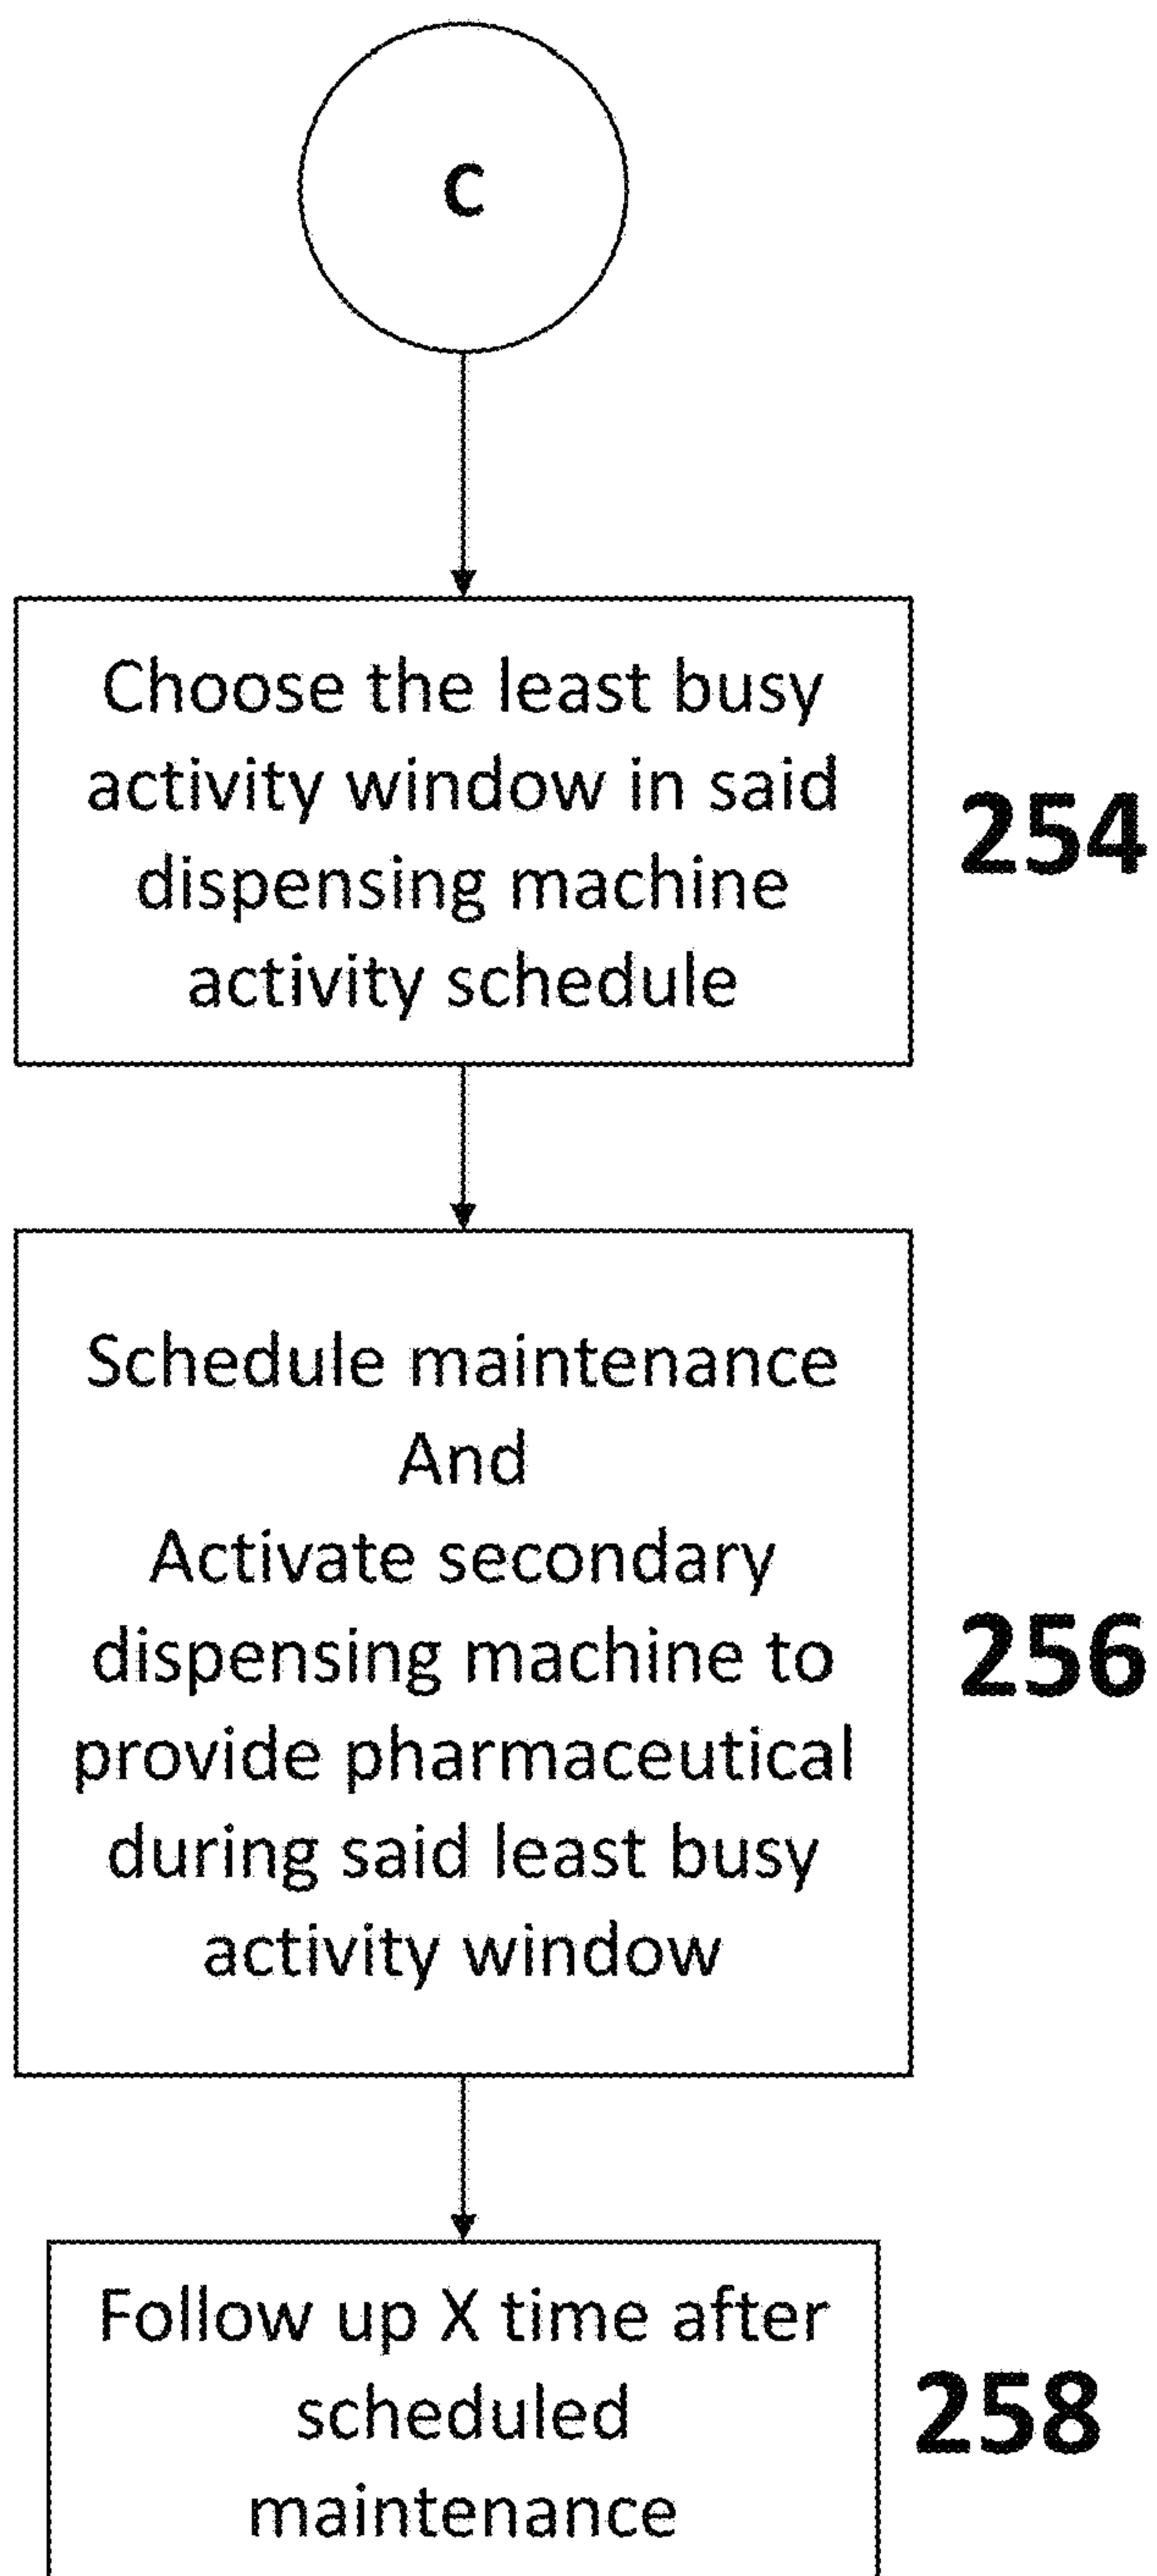 C
Choose the least busy
activity window in said
dispensing machine
activity schedule
254
Schedule maintenance
And
Activate secondary
dispensing machine to
provide pharmaceutical
during said least busy
activity window
256
Follow up X time after
scheduled
maintenance
258